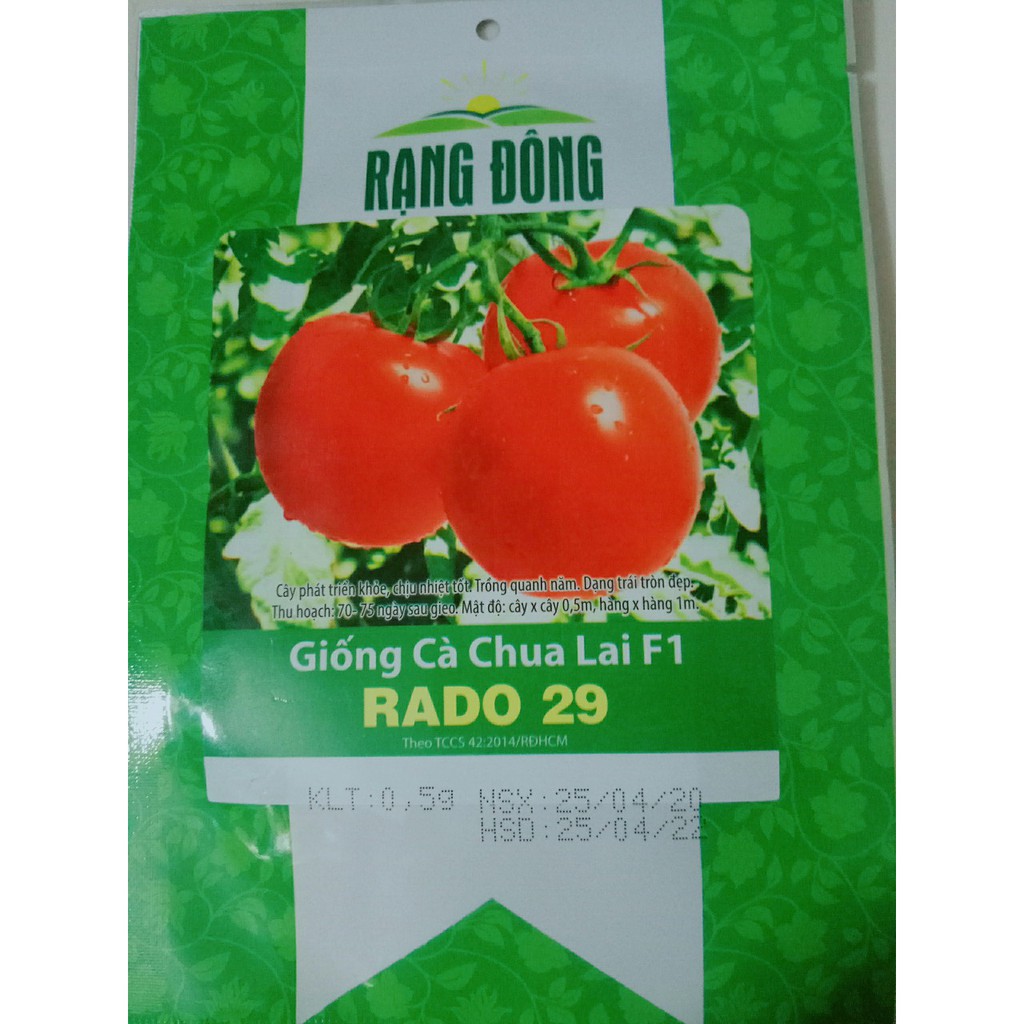 RẠNG ĐÔNG
Cây phát triển khỏe, chịu nhiệt tốt. Trồng quanh năm. Dạng trái tròn đẹp.
Thu hoạch: 70- 75 ngày sau gieo. Mật độ: cây x cây 0,5m, hàng x hàng 1m.
Giống Cà Chua Lai F1
RADO 29
Theo TCCS 42:2014/RĐHCM
KLT:0,5g NSX:25/04/20
HSD:25/04/22